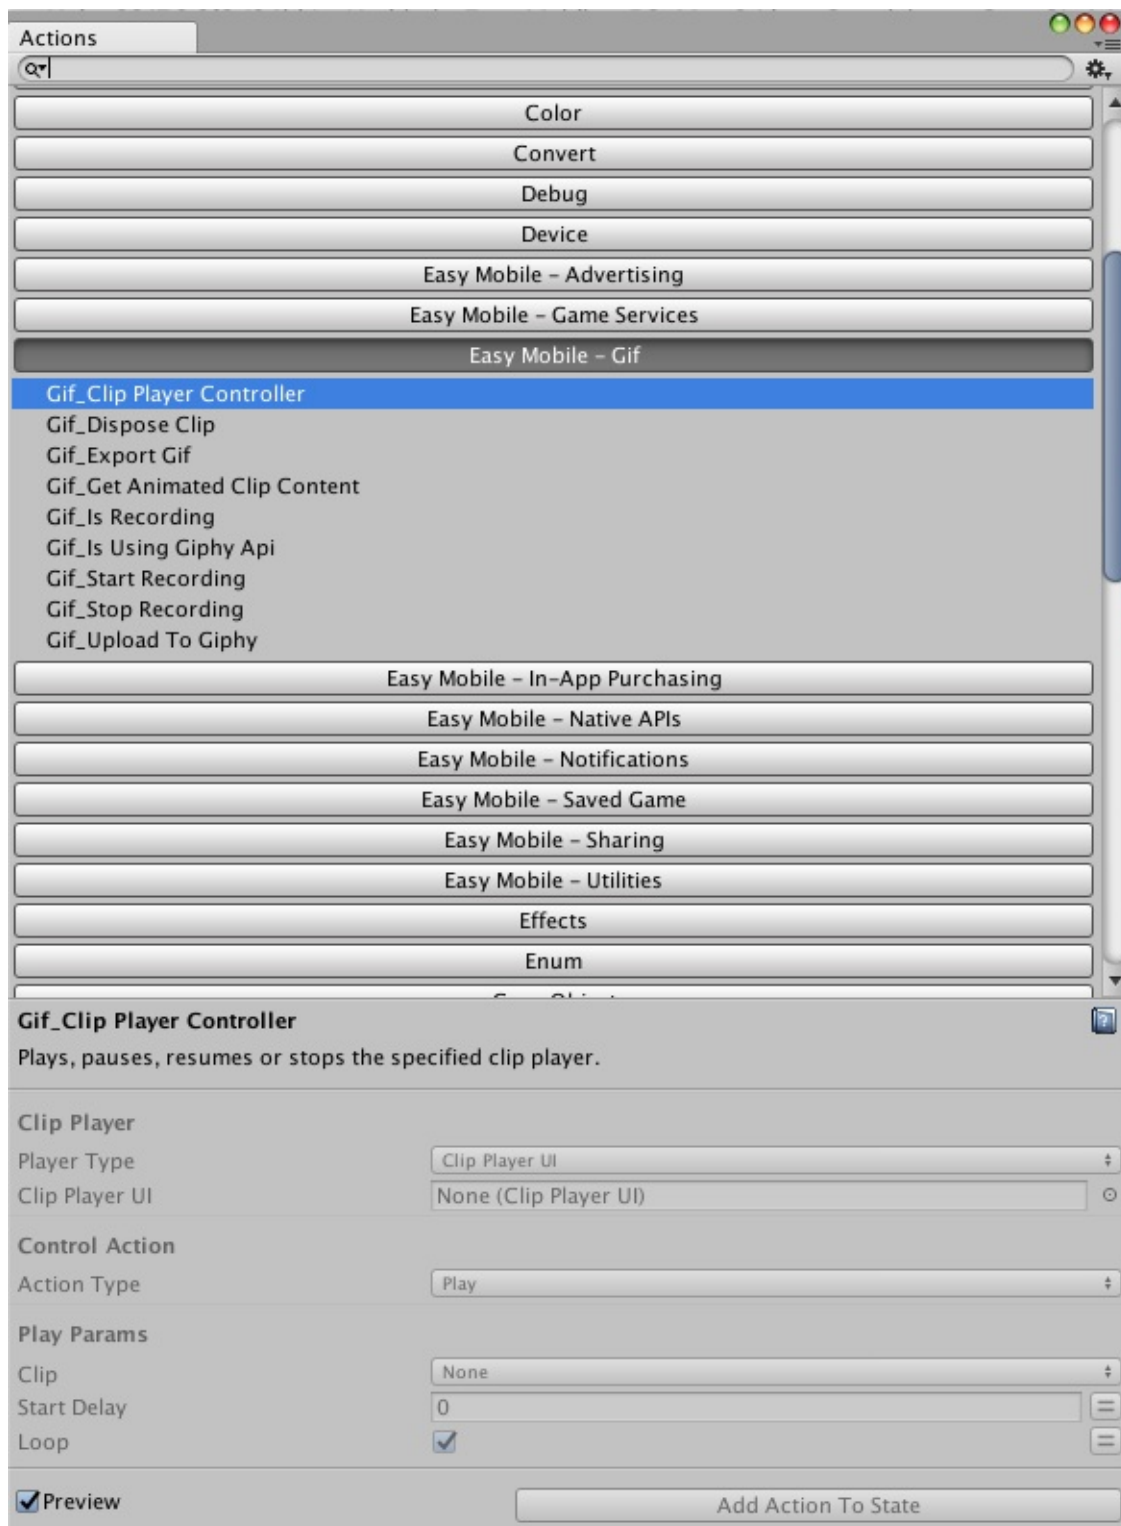 Actions
Color
Convert
Debug
Device
Easy Mobile – Advertising
Easy Mobile – Game Services
Easy Mobile – Gif
Gif_Clip Player Controller
Gif_Dispose Clip
Gif_Export Gif
Gif_Get Animated Clip Content
Gif_Is Recording
Gif_Is Using Giphy Api
Gif_Start Recording
Gif_Stop Recording
Gif_Upload To Giphy
Easy Mobile – In-App Purchasing
Easy Mobile – Native APIs
Easy Mobile – Notifications
Easy Mobile – Saved Game
Easy Mobile – Sharing
Easy Mobile – Utilities
Effects
Enum
Gif_Clip Player Controller
Plays, pauses, resumes or stops the specified clip player.
Clip Player
Player Type Clip Player UI
Clip Player UI None (Clip Player UI)
Control Action
Action Type Play
Play Params
Clip None
Start Delay 0
Loop
Preview Add Action To State